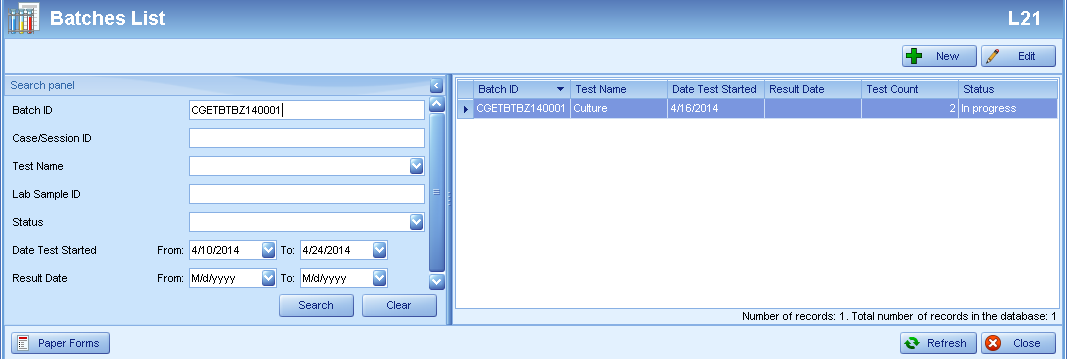 Batches List L21
New Edit
Search panel
Batch ID CGETBTBZ140001
Case/Session ID
Test Name
Lab Sample ID
Status
Date Test Started From: 4/10/2014 To: 4/24/2014
Result Date From: M/d/yyyy To: M/d/yyyy
Search Clear
Batch ID Test Name Date Test Started Result Date Test Count Status
CGETBTBZ140001 Culture 4/16/2014 2 In progress
Number of records: 1. Total number of records in the database: 1
Paper Forms Refresh Close